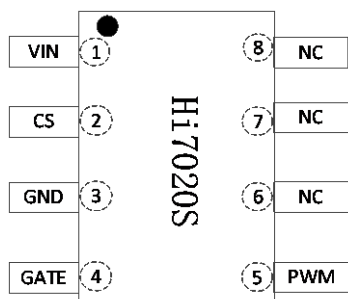 VIN 1 8 NC
CS 2 7 NC
Hi7020S
GND 3 6 NC
GATE 4 5 PWM